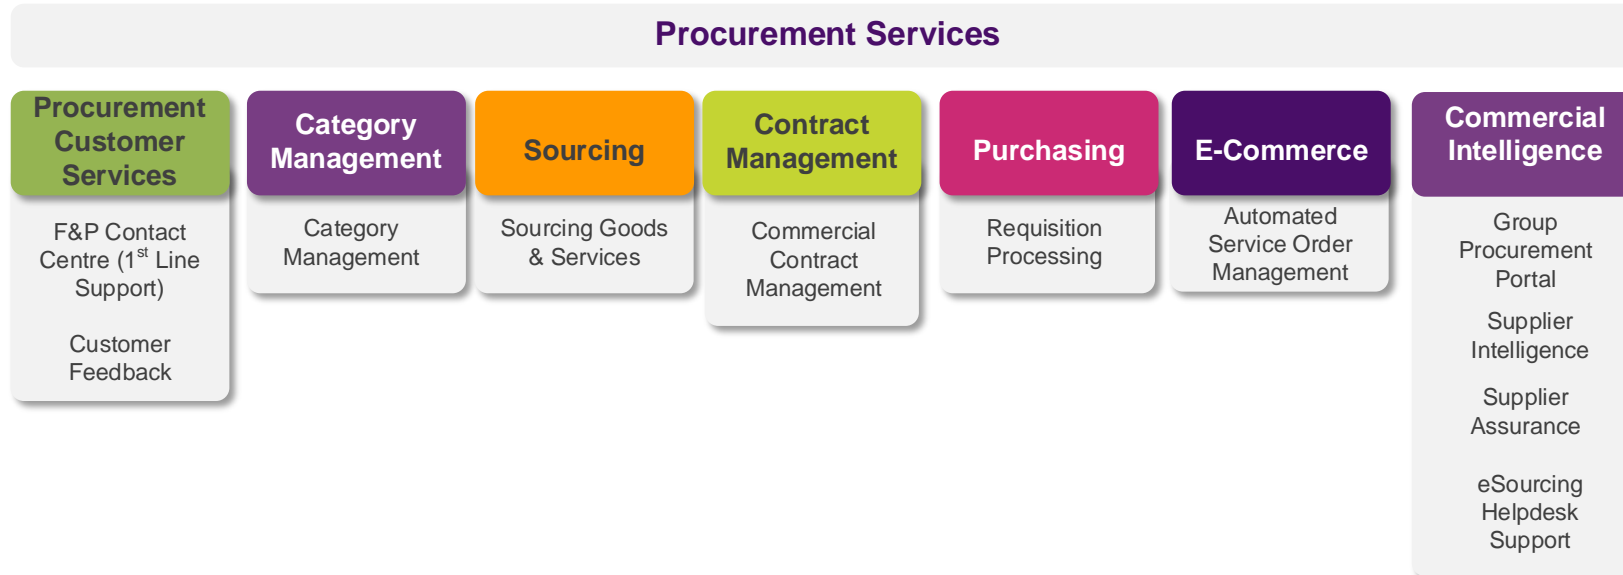 Procurement Services
Procurement
Customer
Services
F&P Contact
Centre (1st Line
Support)
Customer
Feedback
Category
Management
Category
Management
Sourcing
Sourcing Goods
& Services
Contract
Management
Commercial
Contract
Management
Purchasing
Requisition
Processing
E-Commerce
Automated
Service Order
Management
Commercial
Intelligence
Group
Procurement
Portal
Supplier
Intelligence
Supplier
Assurance
eSourcing
Helpdesk
Support